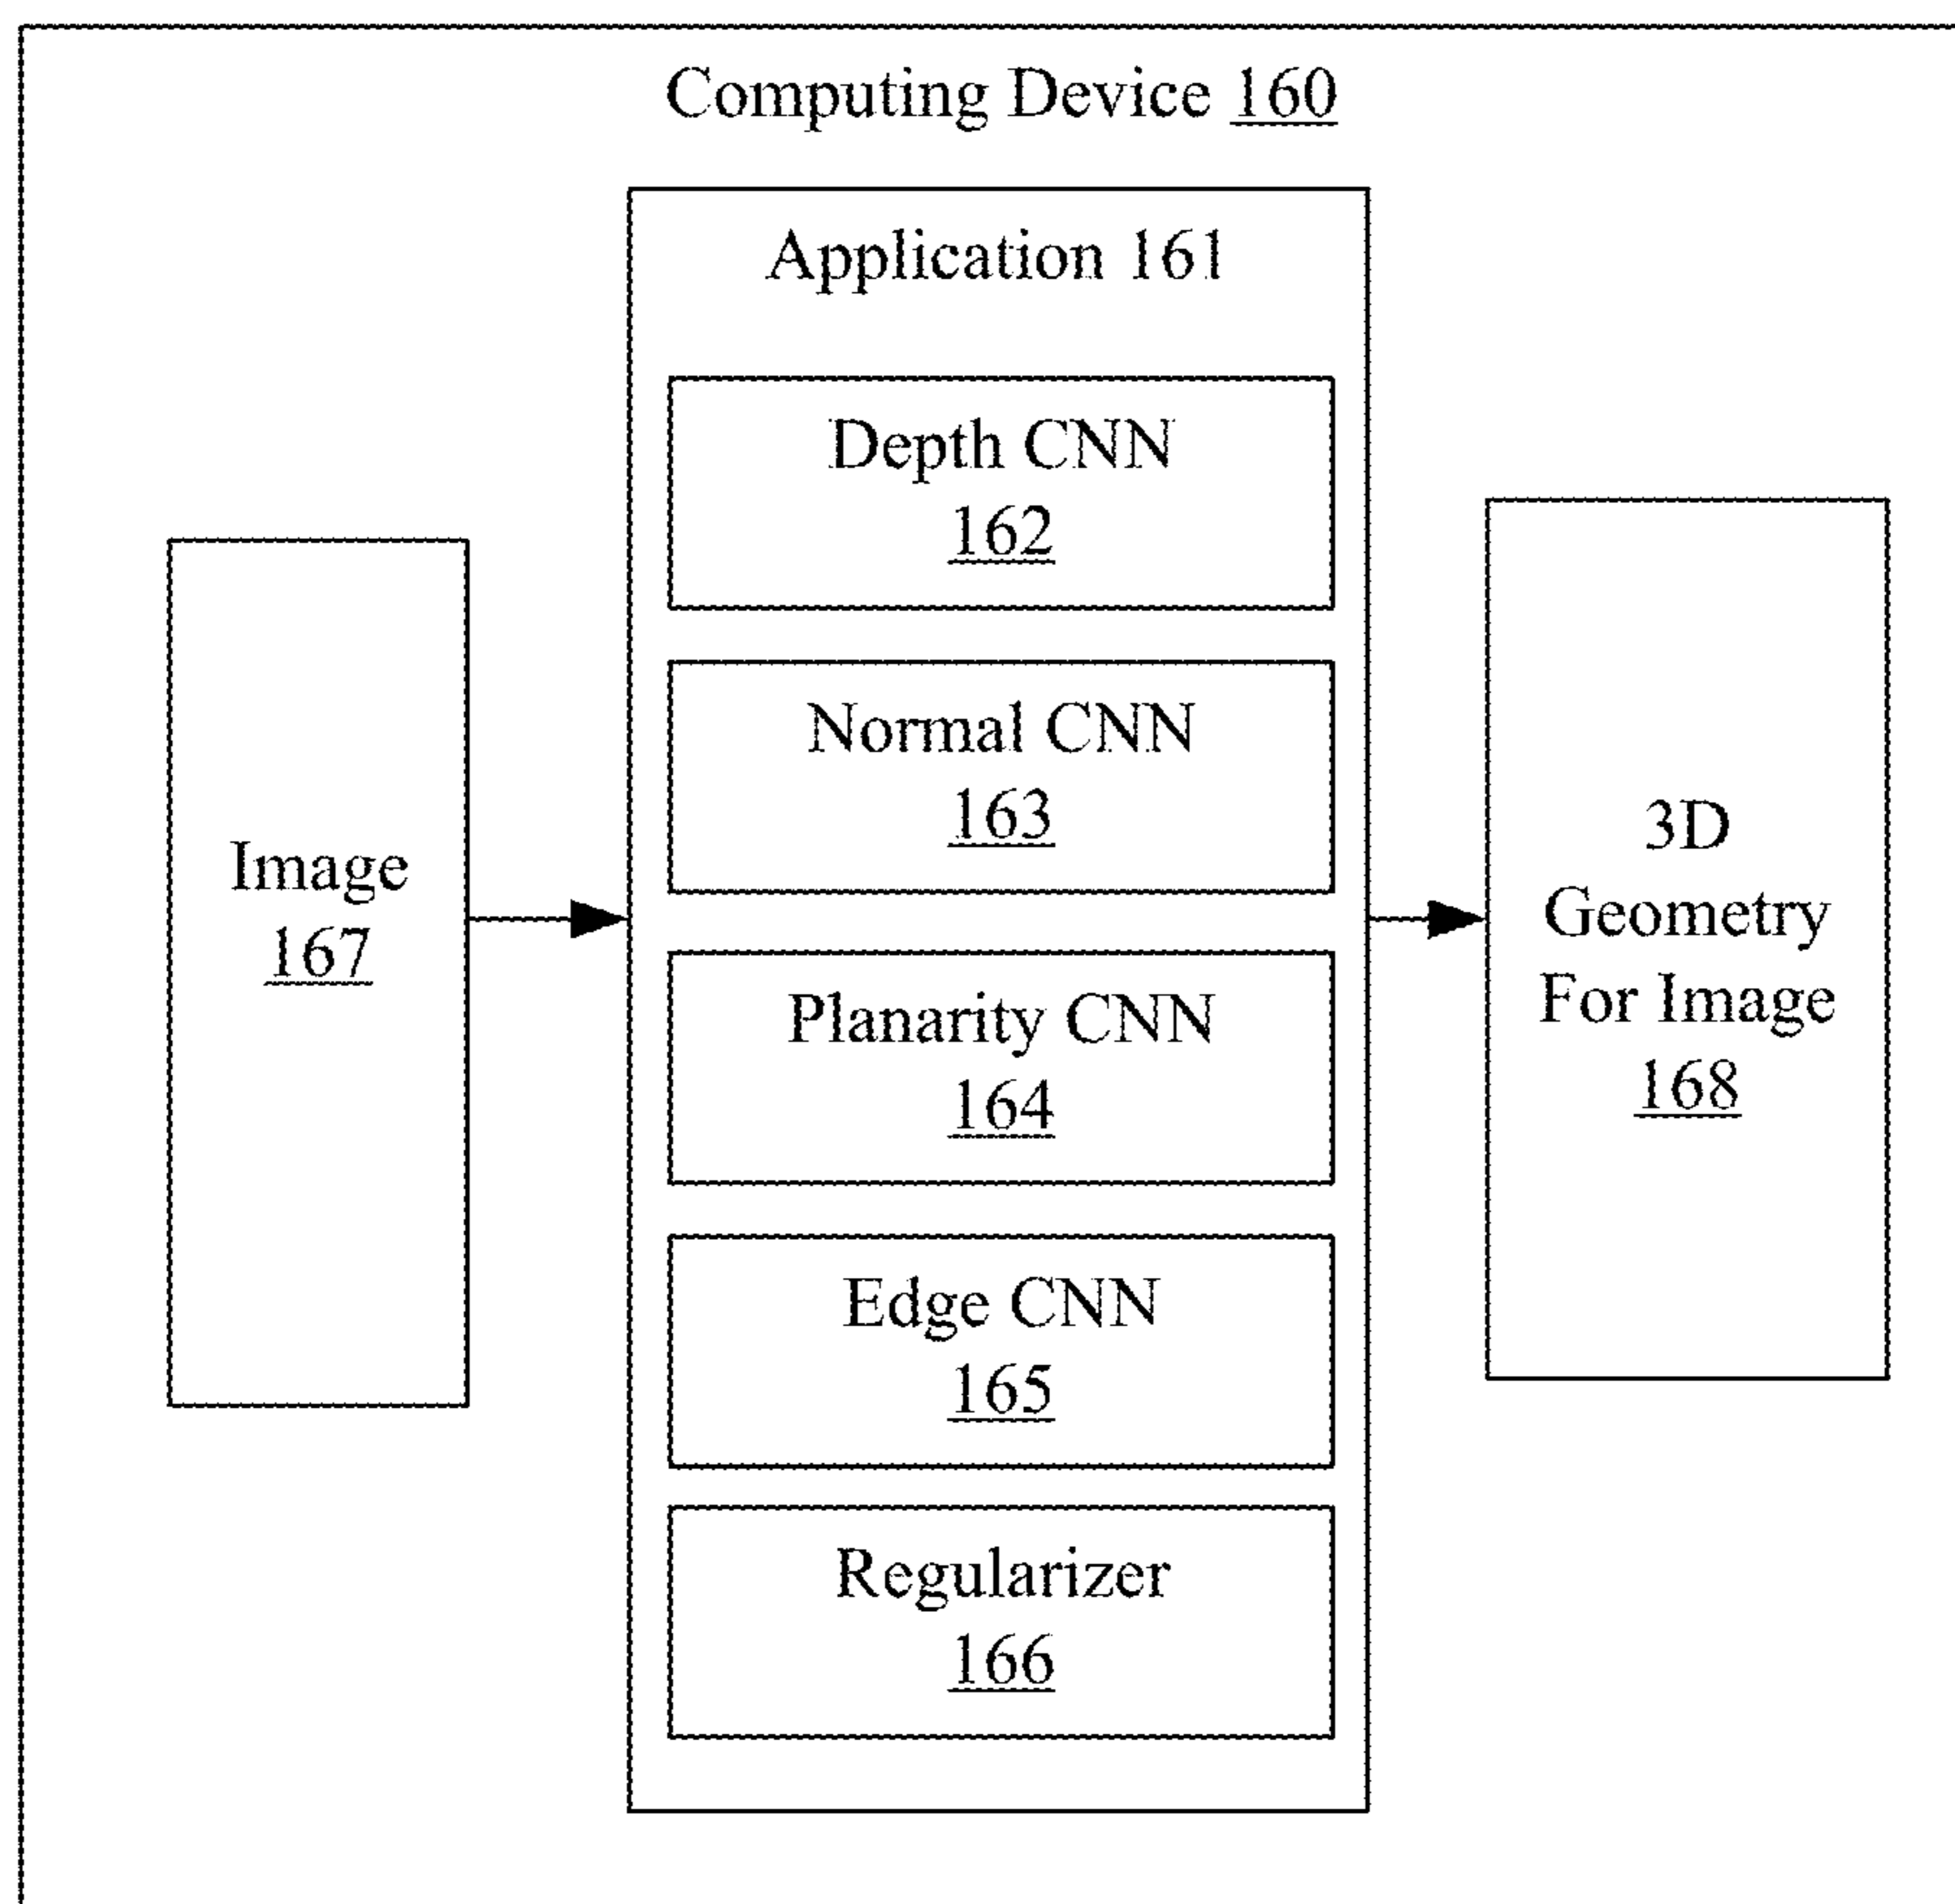 Computing Device 160
Application 161
Depth CNN
162
Normal CNN
163
Planarity CNN
164
Edge CNN
165
Regularizer
166
Image
167
3D
Geometry
For Image
168